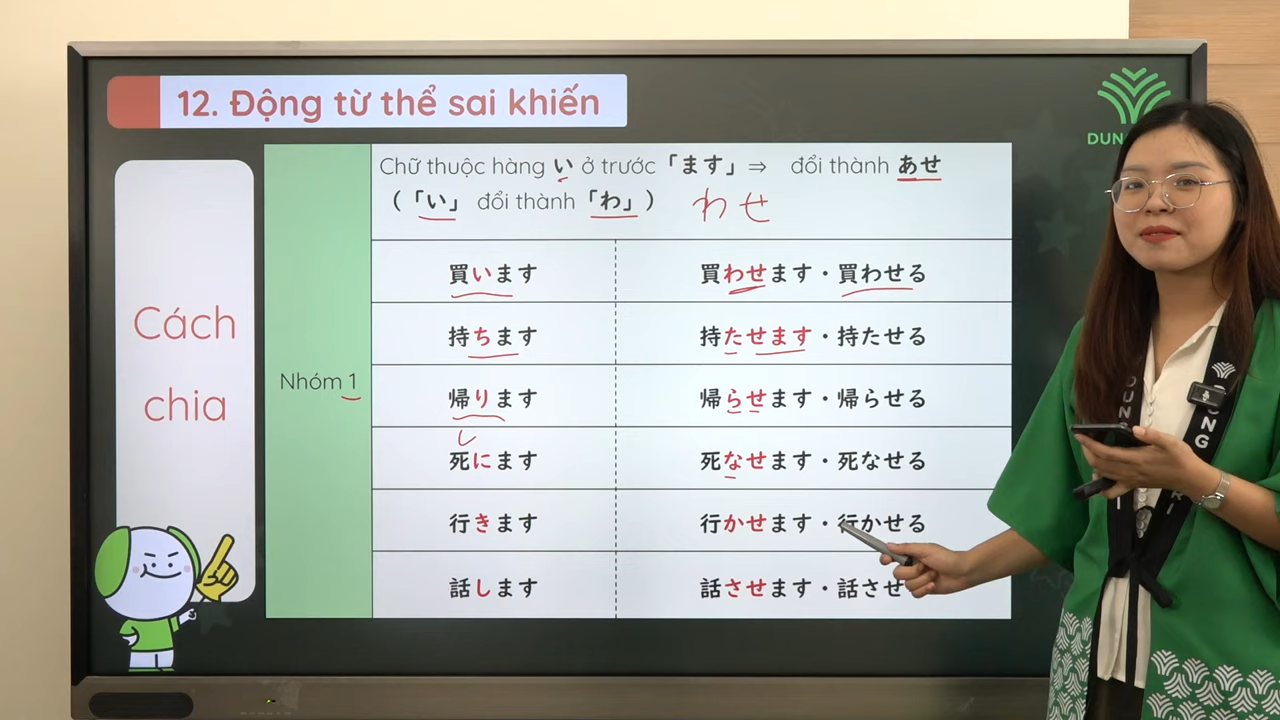 12. Động từ thể sai khiến
DUN
Chữ thuộc hàng い ở trước「ます」⇒ đổi thành あせ
(「い」 đổi thành「わ」) わせ
Cách chia
Nhóm 1
買います 買わせます・買わせる
持ちます 持たせます・持たせる
帰ります 帰らせます・帰らせる
し
死にます 死なせます・死なせる
行きます 行かせます・行かせる
話します 話させます・話させ